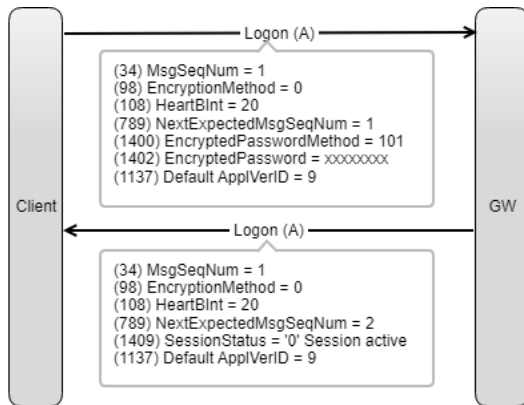 Logon (A)
(34) MsgSeqNum = 1
(98) EncryptionMethod = 0
(108) HeartBInt = 20
(789) NextExpectedMsgSeqNum = 1
(1400) EncryptedPasswordMethod = 101
(1402) EncryptedPassword = xxxxxxxx
(1137) Default ApplVerID = 9
Client
GW
Logon (A)
(34) MsgSeqNum = 1
(98) EncryptionMethod = 0
(108) HeartBInt = 20
(789) NextExpectedMsgSeqNum = 2
(1409) SessionStatus = '0' Session active
(1137) Default ApplVerID = 9